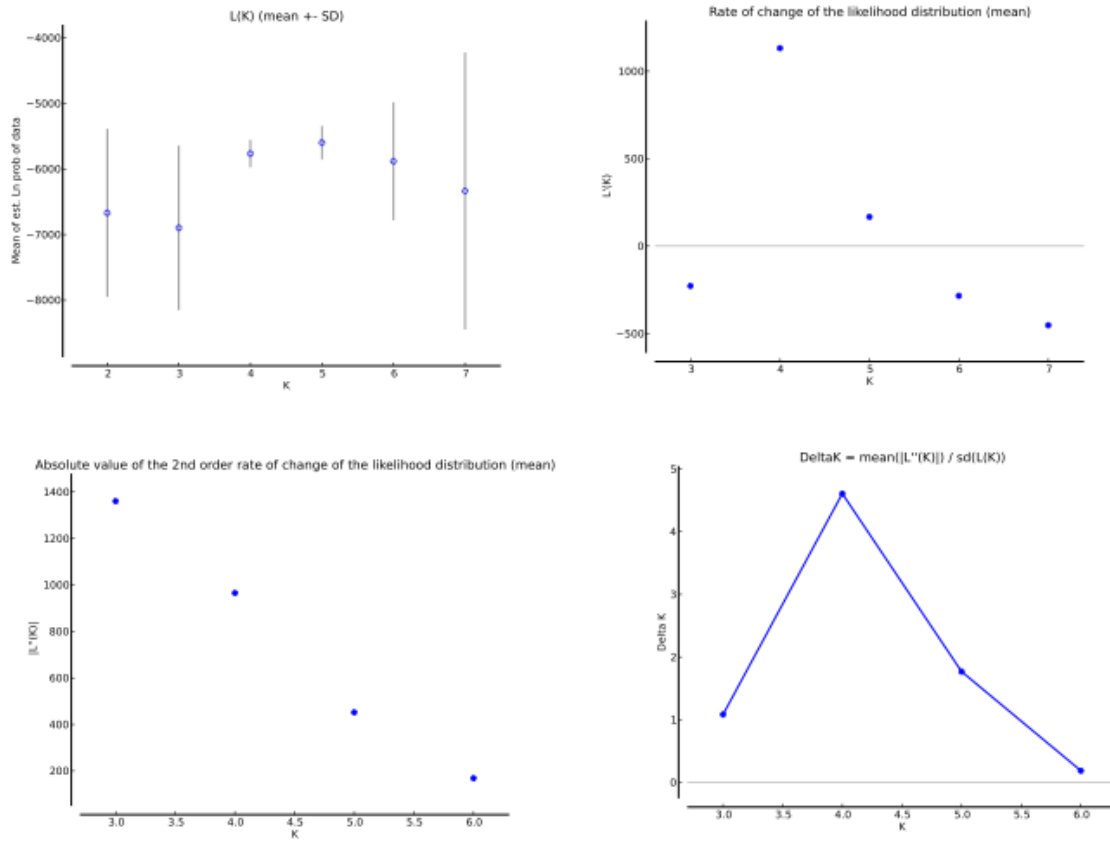 L(K) (mean +- SD)
Mean of est. Ln prob of data
−4000
−5000
−6000
−7000
−8000
2 3 4 5 6 7
K
Rate of change of the likelihood distribution (mean)
L'(K)
1000
500
0
−500
3 4 5 6 7
K
Absolute value of the 2nd order rate of change of the likelihood distribution (mean)
|L"(K)|
1400
1200
1000
800
600
400
200
3.0 3.5 4.0 4.5 5.0 5.5 6.0
K
DeltaK = mean(|L''(K)|) / sd(L(K))
Delta K
5
4
3
2
1
0
3.0 3.5 4.0 4.5 5.0 5.5 6.0
K